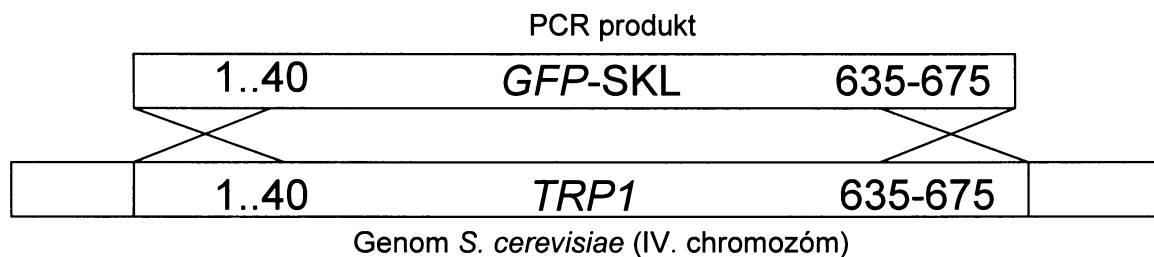 PCR produkt
1..40 GFP-SKL 635-675
1..40 TRP1 635-675
Genom S. cerevisiae (IV. chromozóm)